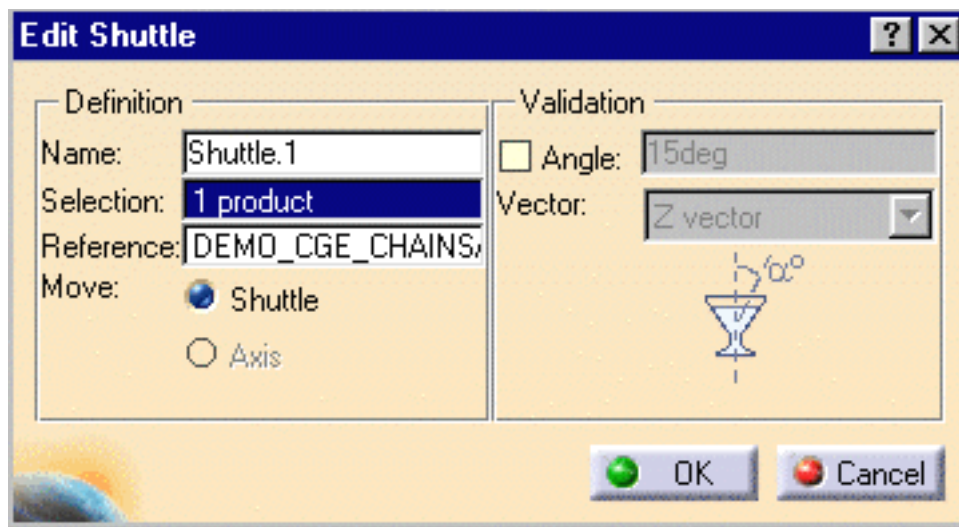 Edit Shuttle
? X
Definition
Name: Shuttle.1
Selection: 1 product
Reference: DEMO_CGE_CHAINS
Move: Shuttle
Axis
Validation
Angle: 15deg
Vector: Z vector
α°
OK Cancel